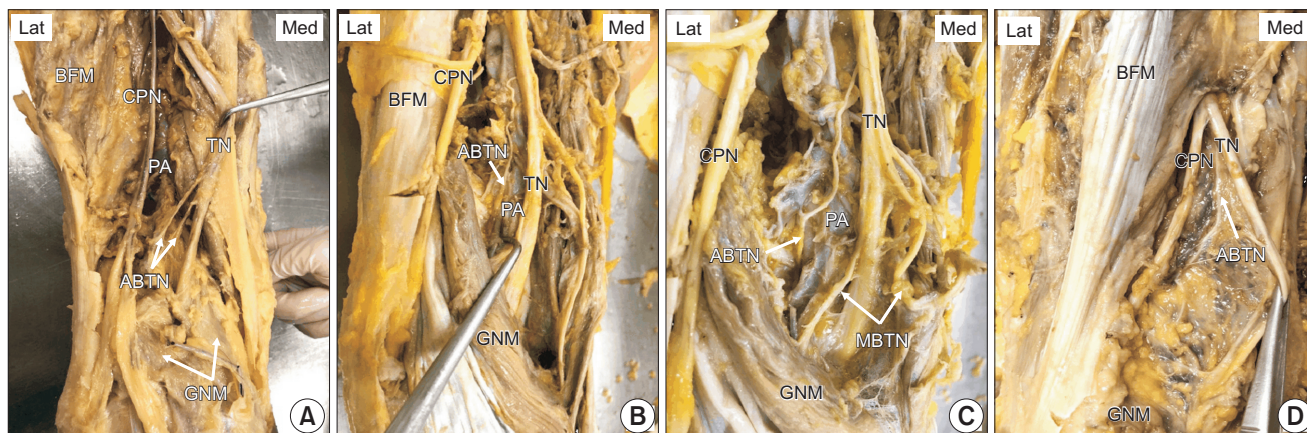 Lat
Med
BFM
CPN
TN
PA
ABTN
GNM
A
Lat
Med
CPN
BFM
ABTN
TN
PA
GNM
B
Lat
Med
TN
CPN
PA
ABTN
MBTN
GNM
C
Lat
Med
BFM
TN
CPN
ABTN
GNM
D